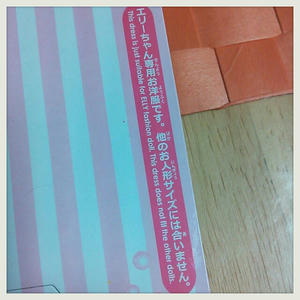 エリーちゃん専用お洋服です。他のお人形サイズには合いません。
This dress is just suitable for ELLY fashion doll. This dress does not fit the other dolls.